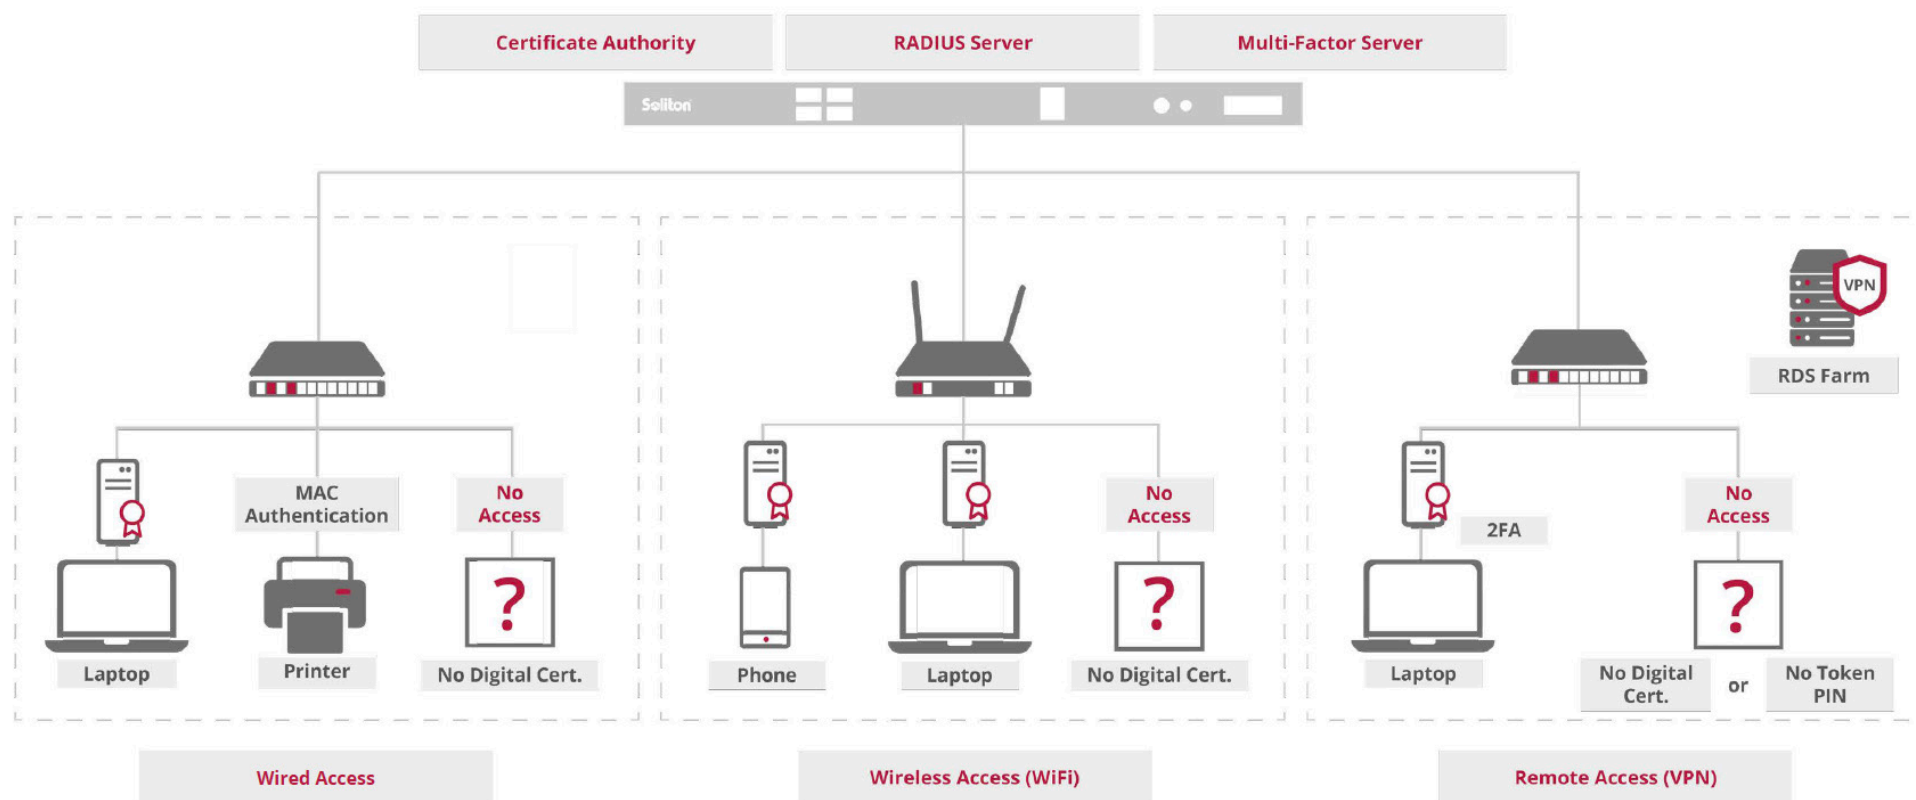 Certificate Authority
RADIUS Server
Multi-Factor Server
Soliton
VPN
RDS Farm
MAC
Authentication
No
Access
No
Access
2FA
No
Access
?
?
?
Laptop
Printer
No Digital Cert.
Phone
Laptop
No Digital Cert.
Laptop
No Digital
Cert.
or
No Token
PIN
Wired Access
Wireless Access (WiFi)
Remote Access (VPN)